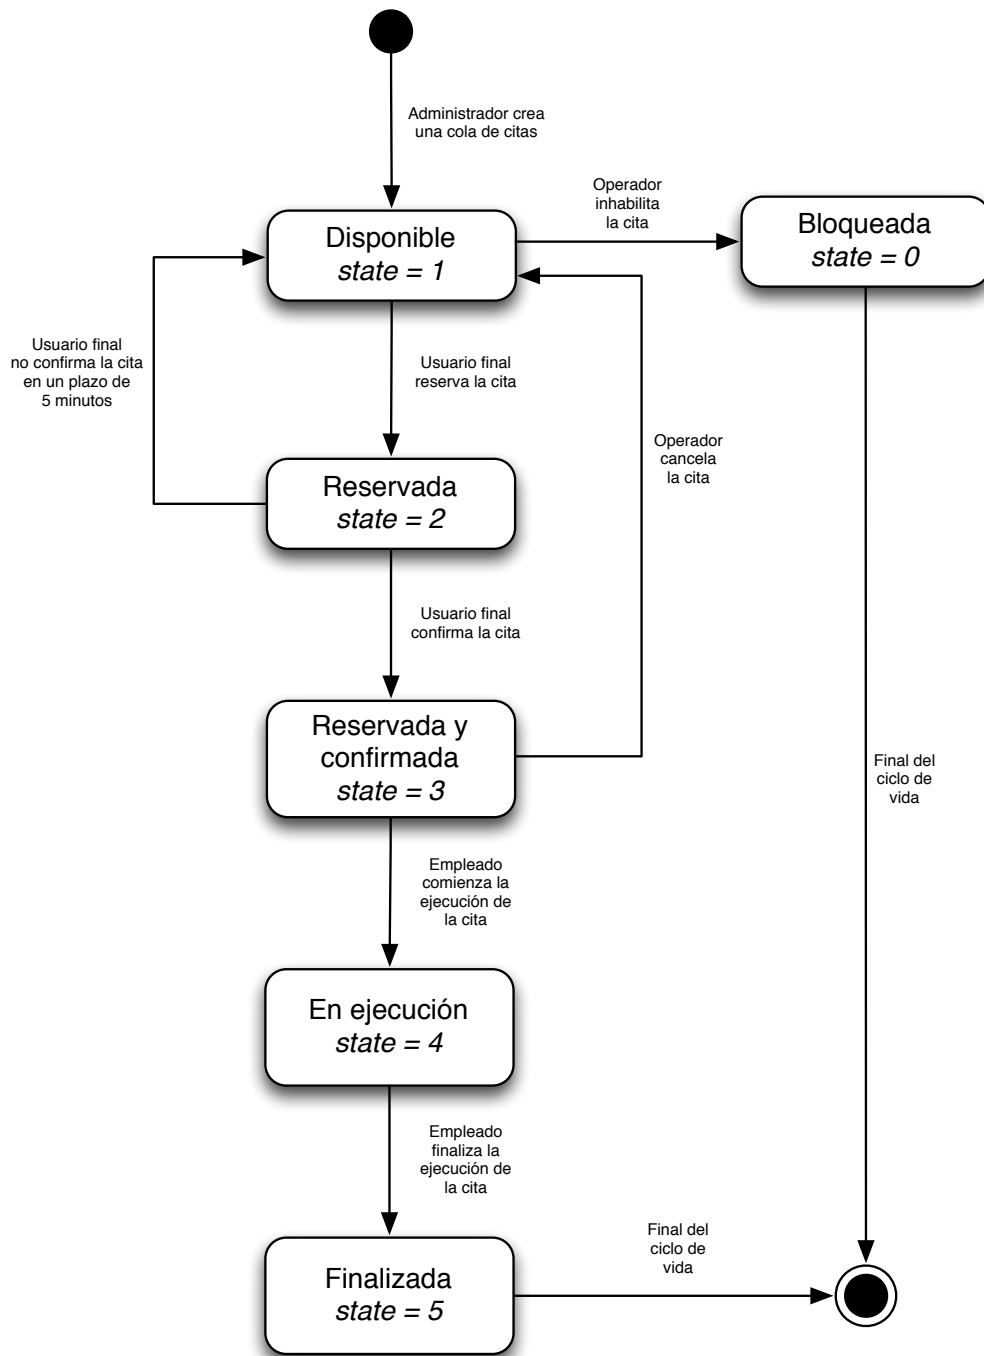 Administrador crea
una cola de citas
Operador
inhabilita
la cita
Disponible
state = 1
Bloqueada
state = 0
Usuario final
no confirma la cita
en un plazo de
5 minutos
Usuario final
reserva la cita
Operador
cancela
la cita
Reservada
state = 2
Usuario final
confirma la cita
Reservada y
confirmada
state = 3
Final del
ciclo de
vida
Empleado
comienza la
ejecución de
la cita
En ejecución
state = 4
Empleado
finaliza la
ejecución de
la cita
Final del
ciclo de
vida
Finalizada
state = 5